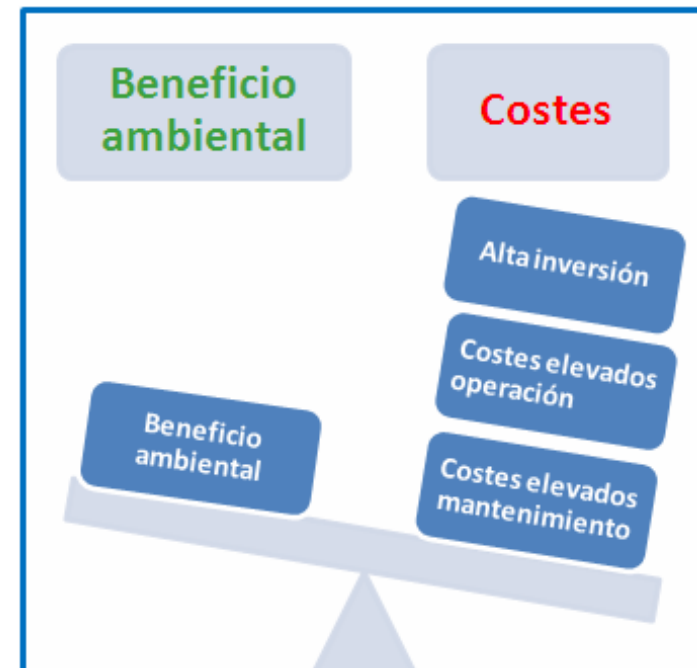 Beneficio
ambiental
Costes
Alta inversión
Costes elevados
operación
Beneficio
ambiental
Costes elevados
mantenimiento